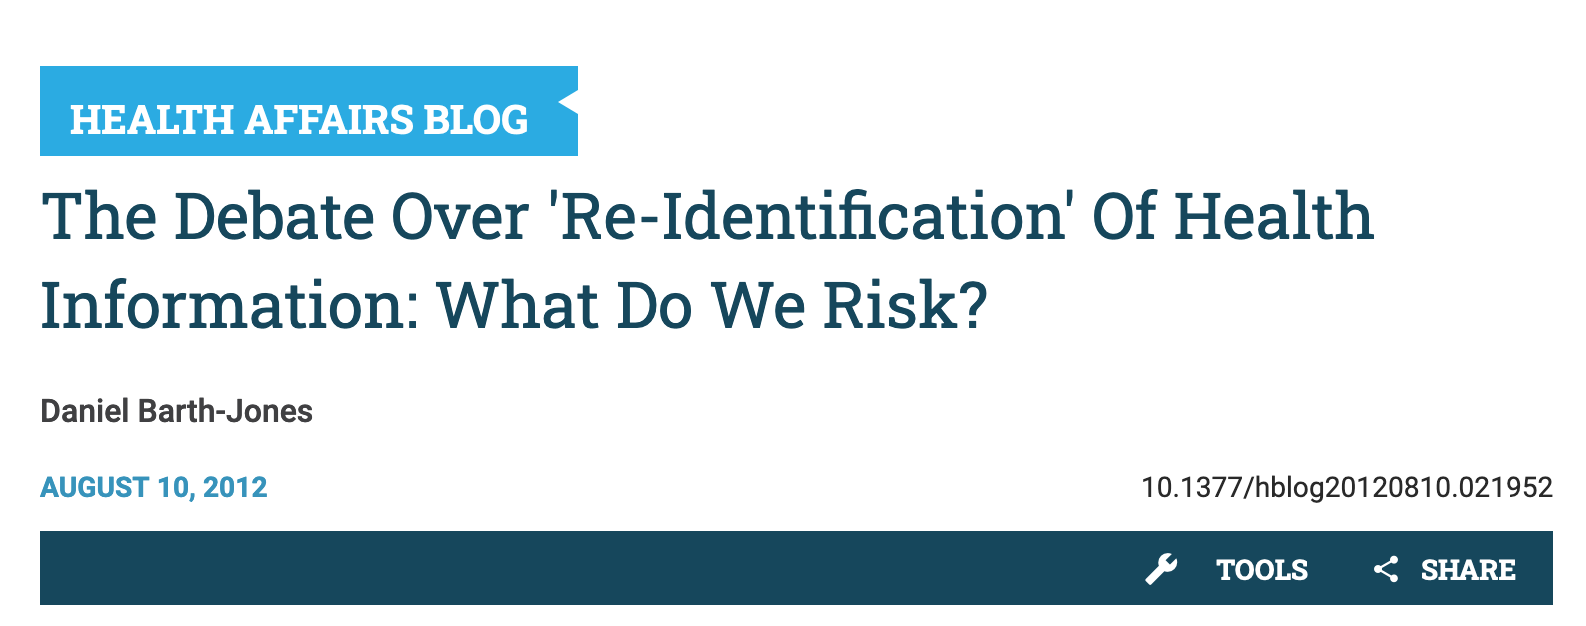 HEALTH AFFAIRS BLOG
The Debate Over 'Re-Identification' Of Health
Information: What Do We Risk?
Daniel Barth-Jones
AUGUST 10, 2012
10.1377/hblog20120810.021952
TOOLS
SHARE